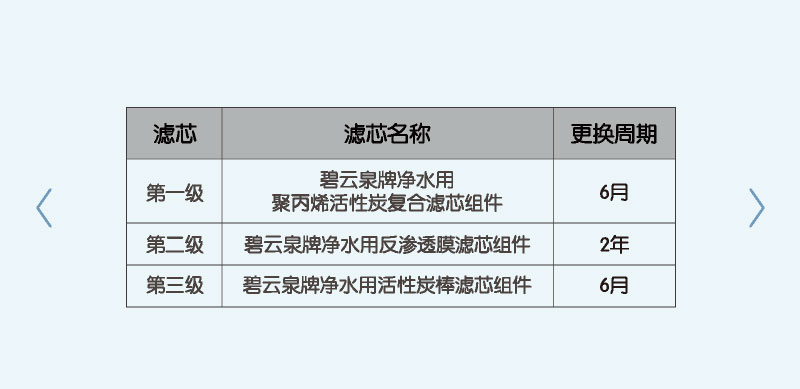 滤芯 滤芯名称 更换周期
第一级 碧云泉牌净水用 6月
聚丙烯活性炭复合滤芯组件
第二级 碧云泉牌净水用反渗透膜滤芯组件 2年
第三级 碧云泉牌净水用活性炭棒滤芯组件 6月